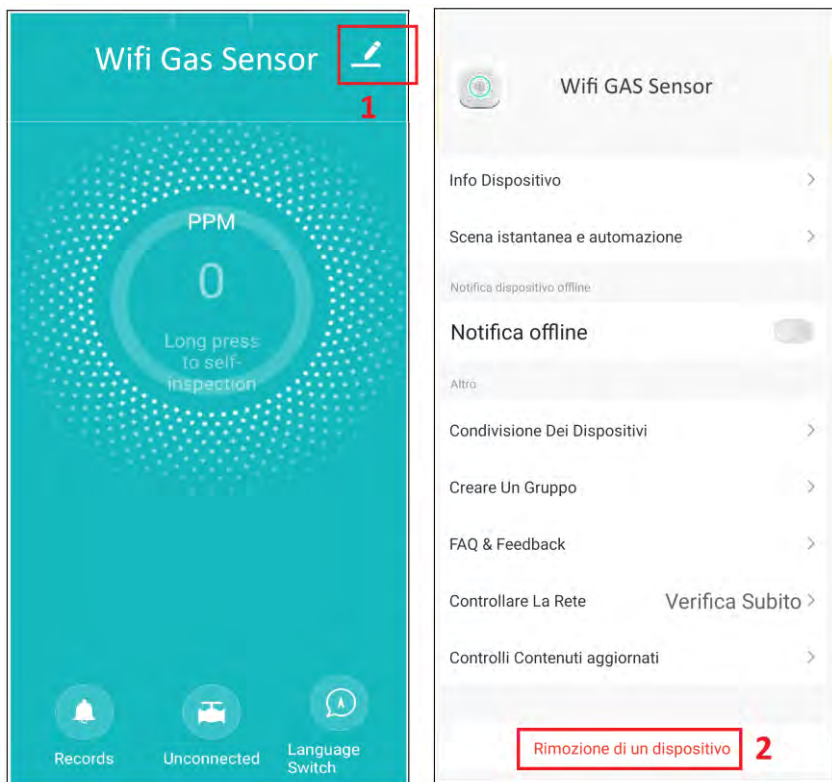 Wifi Gas Sensor
1
PPM
0
Long press
to self-
inspection
Records
Unconnected
Language
Switch
A
Wifi GAS Sensor
Info Dispositivo
Scena istantanea e automazione
Notifica dispositivo offline
Notifica offline
Altro
Condivisione Dei Dispositivi
Creare Un Gruppo
FAQ & Feedback
Controllare La Rete Verifica Subito
Controlli Contenuti aggiornati
Rimozione di un dispositivo 2